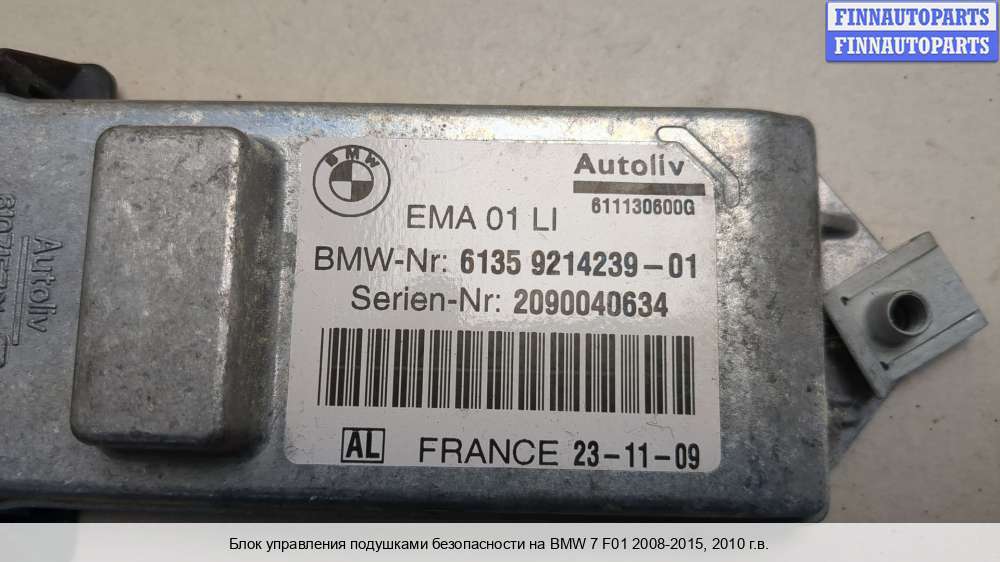 FINNAUTOPARTS
FINNAUTOPARTS
BMW
Autoliv
611130600G
EMA 01 LI
BMW-Nr: 6135 9214239-01
Serien-Nr: 2090040634
AL FRANCE 23-11-09
Autoliv
Блок управления подушками безопасности на BMW 7 F01 2008-2015, 2010 г.в.